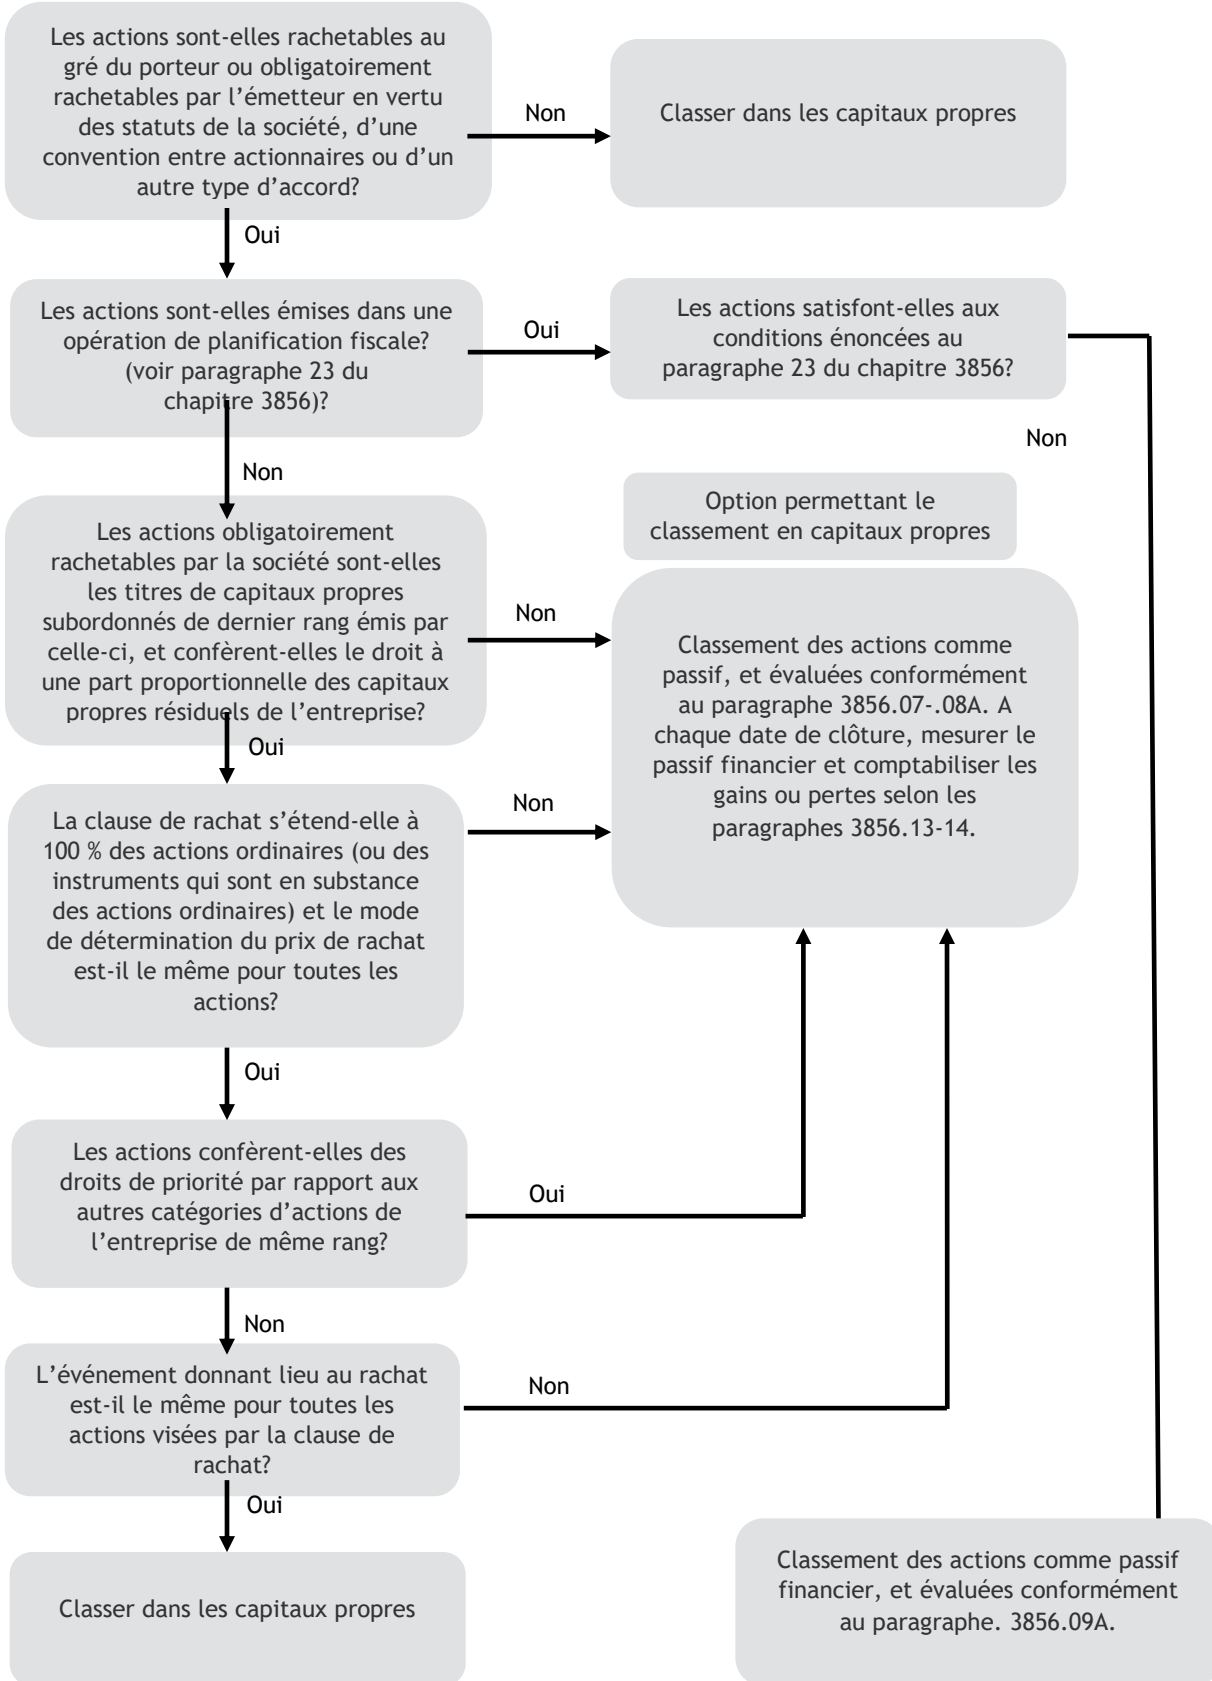 Les actions sont-elles rachetables au
gré du porteur ou obligatoirement
rachetables par l'émetteur en vertu
des statuts de la société, d'une
convention entre actionnaires ou d'un
autre type d'accord?
Non
Classer dans les capitaux propres
Oui
Les actions sont-elles émises dans une
opération de planification fiscale?
(voir paragraphe 23 du
chapitre 3856)?
Oui
Les actions satisfont-elles aux
conditions énoncées au
paragraphe 23 du chapitre 3856?
Non
Non
Option permettant le
classement en capitaux propres
Les actions obligatoirement
rachetables par la société sont-elles
les titres de capitaux propres
subordonnés de dernier rang émis par
celle-ci, et confèrent-elles le droit à
une part proportionnelle des capitaux
propres résiduels de l'entreprise?
Non
Classement des actions comme
passif, et évaluées conformément
au paragraphe 3856.07-.08A. A
chaque date de clôture, mesurer le
passif financier et comptabiliser les
gains ou pertes selon les
paragraphes 3856.13-14.
Oui
La clause de rachat s'étend-elle à
100 % des actions ordinaires (ou des
instruments qui sont en substance
des actions ordinaires) et le mode
de détermination du prix de rachat
est-il le même pour toutes les
actions?
Non
Oui
Les actions confèrent-elles des
droits de priorité par rapport aux
autres catégories d'actions de
l'entreprise de même rang?
Oui
Non
L'événement donnant lieu au rachat
est-il le même pour toutes les
actions visées par la clause de
rachat?
Non
Oui
Classer dans les capitaux propres
Classement des actions comme passif
financier, et évaluées conformément
au paragraphe. 3856.09A.